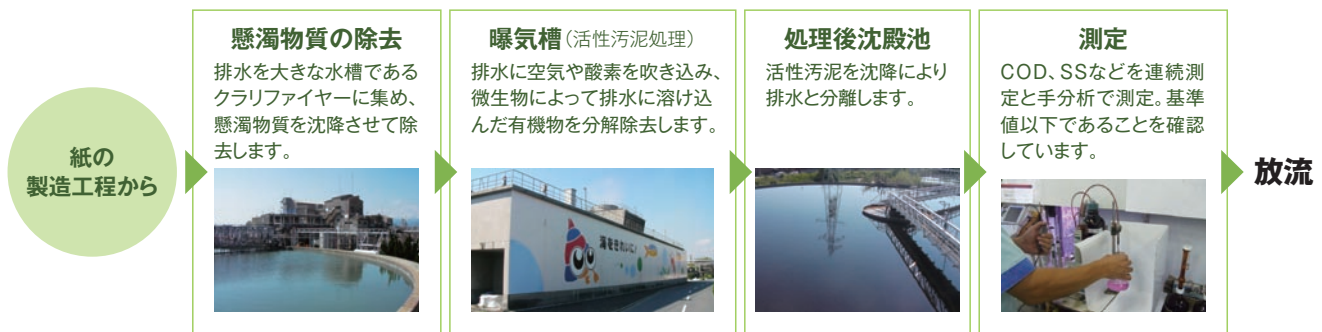 紙の
製造工程から
懸濁物質の除去
排水を大きな水槽である
クラリファイヤーに集め、
懸濁物質を沈降させて除
去します。
曝気槽（活性汚泥処理）
排水に空気や酸素を吹き込み、
微生物によって排水に溶け込
んだ有機物を分解除去します。
海をきれいに！
処理後沈殿池
活性汚泥を沈降により
排水と分離します。
測定
COD、SSなどを連続測
定と手分析で測定。基準
値以下であることを確認
しています。
放流